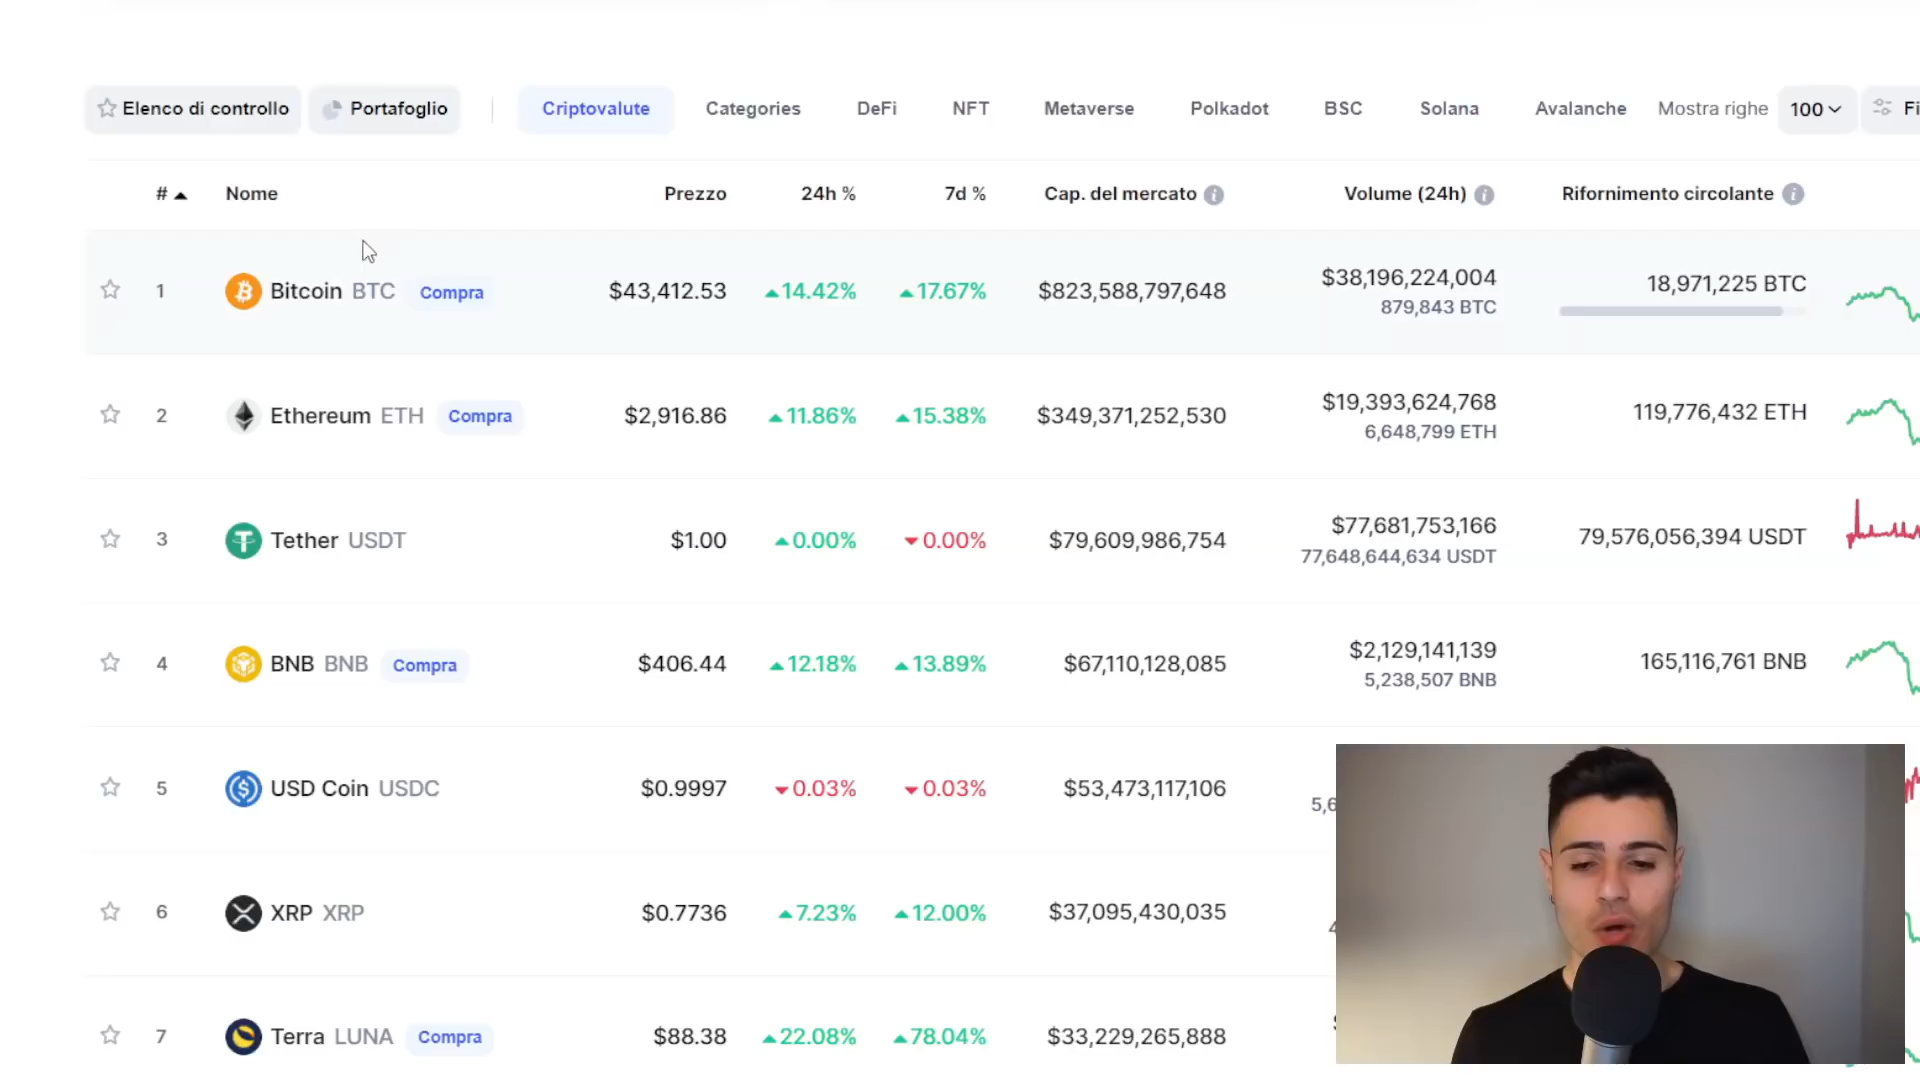 Elenco di controllo Portafoglio Criptovalute Categories DeFi NFT Metaverse Polkadot BSC Solana Avalanche Mostra righe 100 Fi
# Nome Prezzo 24h % 7d % Cap. del mercato Volume (24h) Rifornimento circolante
1 Bitcoin BTC Compra $43,412.53 14.42% 17.67% $823,588,797,648 $38,196,224,004 18,971,225 BTC
879,843 BTC
2 Ethereum ETH Compra $2,916.86 11.86% 15.38% $349,371,252,530 $19,393,624,768 119,776,432 ETH
6,648,799 ETH
3 Tether USDT $1.00 0.00% 0.00% $79,609,986,754 $77,681,753,166 79,576,056,394 USDT
77,648,644,634 USDT
4 BNB BNB Compra $406.44 12.18% 13.89% $67,110,128,085 $2,129,141,139 165,116,761 BNB
5,238,507 BNB
5 USD Coin USDC $0.9997 0.03% 0.03% $53,473,117,106
5,6
6 XRP XRP $0.7736 7.23% 12.00% $37,095,430,035
7 Terra LUNA Compra $88.38 22.08% 78.04% $33,229,265,888